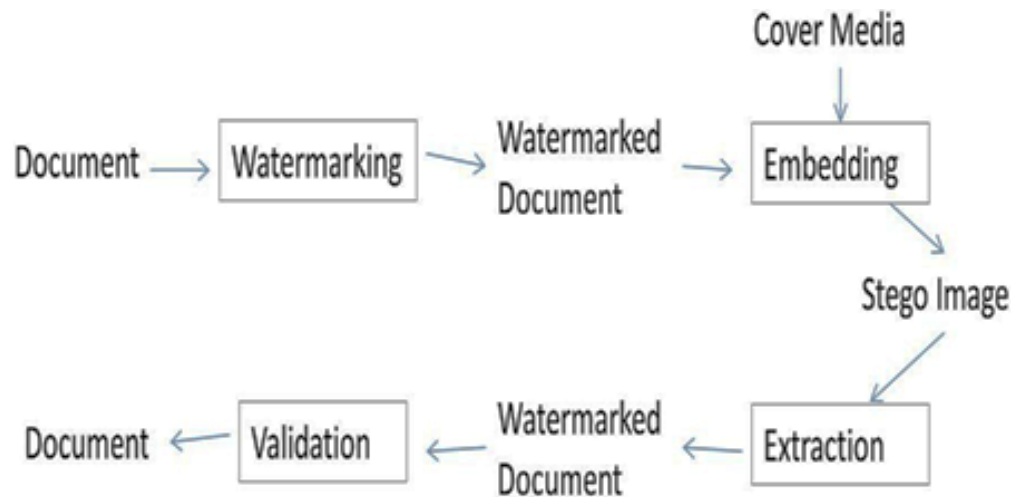 Cover Media
Document
Watermarking
Watermarked
Document
Embedding
Stego Image
Document
Validation
Watermarked
Document
Extraction